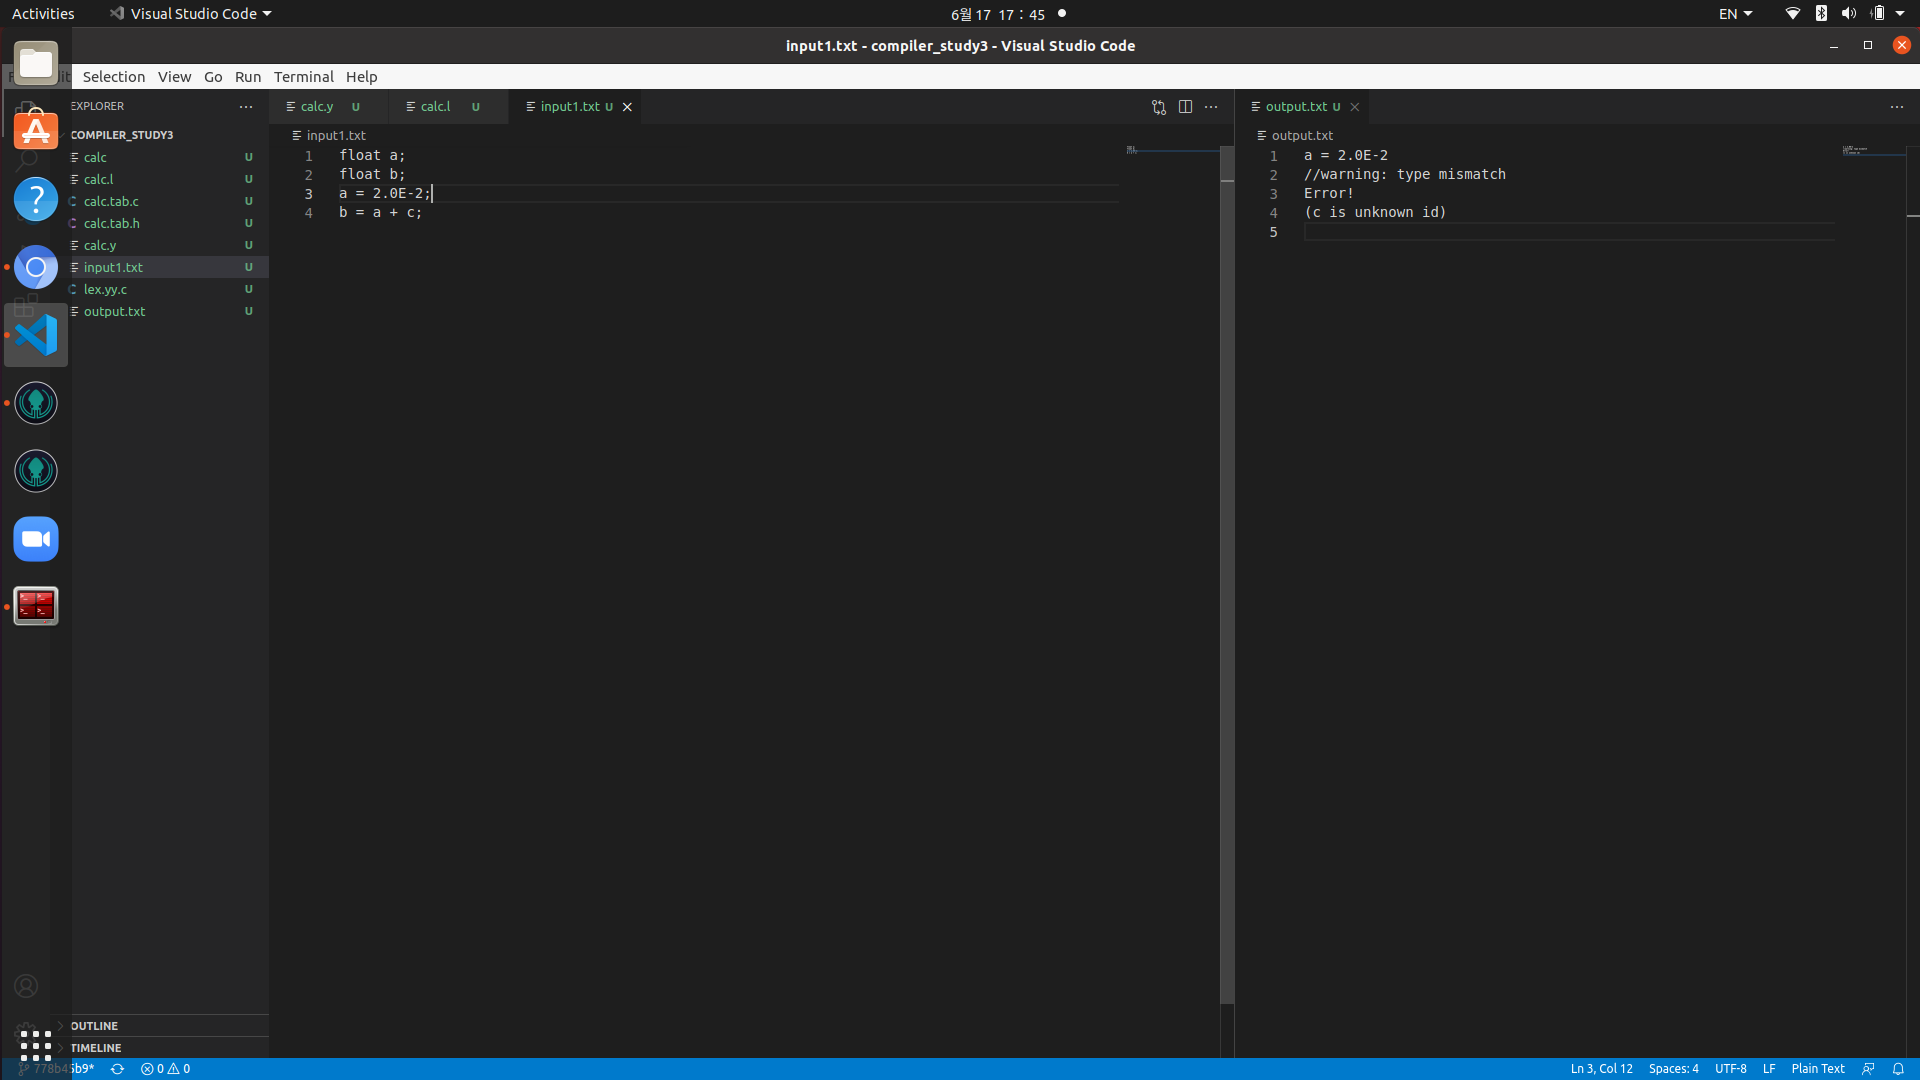 Activities
Visual Studio Code
6월 17 17 : 45
EN
input1.txt - compiler_study3 - Visual Studio Code
Selection View Go Run Terminal Help
EXPLORER
COMPILER_STUDY3
calc U
calc.l U
calc.tab.c U
calc.tab.h U
calc.y U
input1.txt U
lex.yy.c U
output.txt U
OUTLINE
TIMELINE
calc.y U
calc.l U
input1.txt U
input1.txt
1 float a;
2 float b;
3 a = 2.0E-2;
4 b = a + c;
output.txt U
output.txt
1 a = 2.0E-2
2 //warning: type mismatch
3 Error!
4 (c is unknown id)
5
778b45b9* 0 0
Ln 3, Col 12 Spaces: 4 UTF-8 LF Plain Text